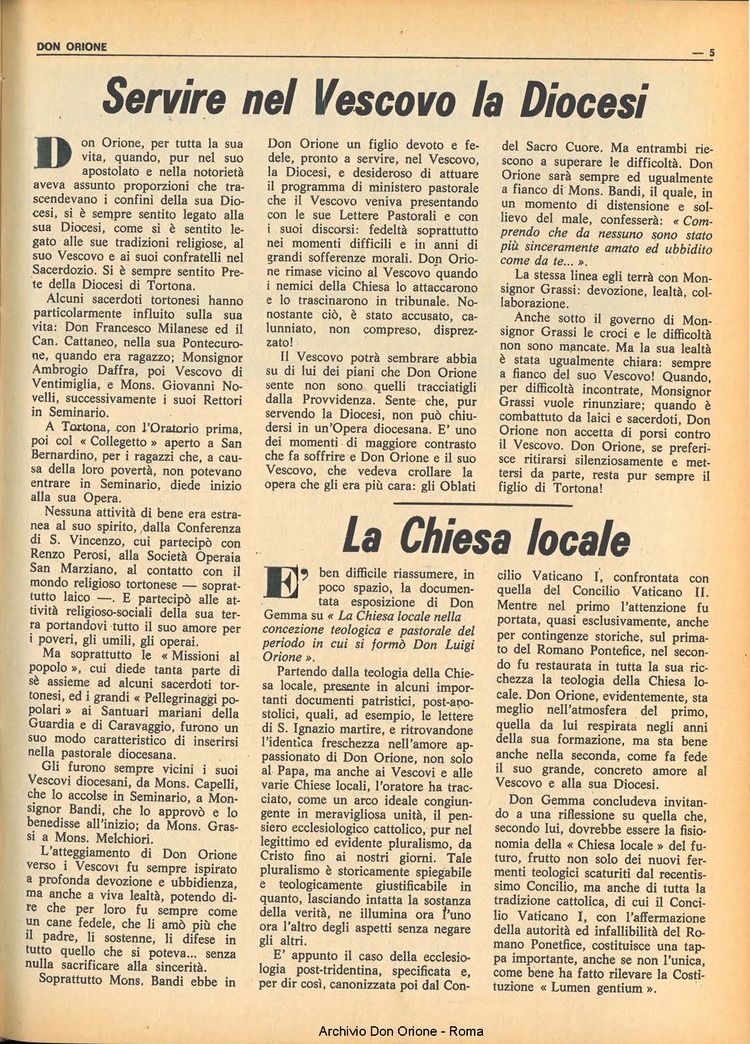 DON ORIONE
— 5
Servire nel Vescovo la Diocesi
Don Orione, per tutta la sua
vita, quando, pur nel suo
apostolato e nella notorietà
aveva assunto proporzioni che tra-
scendevano i confini della sua Dio-
cesi, si è sempre sentito legato alla
sua Diocesi, come si è sentito le-
gato alle sue tradizioni religiose, al
suo Vescovo e ai suoi confratelli nel
Sacerdozio. Si è sempre sentito Pre-
te della Diocesi di Tortona.
Alcuni sacerdoti tortonesi hanno
particolarmente influito sulla sua
vita: Don Francesco Milanese ed il
Can. Cattaneo, nella sua Pontecuro-
ne, quando era ragazzo; Monsignor
Ambrogio Daffra, poi Vescovo di
Ventimiglia, e Mons. Giovanni No-
velli, successivamente i suoi Rettori
in Seminario.
A Tortona, con l'Oratorio prima,
poi col « Collegetto » aperto a San
Bernardino, per i ragazzi che, a cau-
sa della loro povertà, non potevano
entrare in Seminario, diede inizio
alla sua Opera.
Nessuna attività di bene era estra-
nea al suo spirito, dalla Conferenza
di S. Vincenzo, cui partecipò con
Renzo Perosi, alla Società Operaia
San Marziano, al contatto con il
mondo religioso tortonese — soprat-
tutto laico —. E partecipò alle at-
tività religioso-sociali della sua ter-
ra portandovi tutto il suo amore per
i poveri, gli umili, gli operai.
Ma soprattutto le « Missioni al
popolo », cui diede tanta parte di
sè assieme ad alcuni sacerdoti tor-
tonesi, ed i grandi « Pellegrinaggi po-
polari » ai Santuari mariani della
Guardia e di Caravaggio, furono un
suo modo caratteristico di inserirsi
nella pastorale diocesana.
Gli furono sempre vicini i suoi
Vescovi diocesani, da Mons. Capelli,
che lo accolse in Seminario, a Mon-
signor Bandi, che lo approvò e lo
benedisse all'inizio; da Mons. Gras-
si a Mons. Melchiori.
L'atteggiamento di Don Orione
verso i Vescovi fu sempre ispirato
a profonda devozione e ubbidienza,
ma anche a viva lealtà, potendo di-
re che per loro fu sempre come
un cane fedele, che li amò più che
il padre, li sostenne, li difese in
tutto quello che si poteva... senza
nulla sacrificare alla sincerità.
Soprattutto Mons. Bandi ebbe in
Don Orione un figlio devoto e fe-
dele, pronto a servire, nel Vescovo,
la Diocesi, e desideroso di attuare
il programma di ministero pastorale
che il Vescovo veniva presentando
con le sue Lettere Pastorali e con
i suoi discorsi: fedeltà soprattutto
nei momenti difficili e in anni di
grandi sofferenze morali. Don Orio-
ne rimase vicino al Vescovo quando
i nemici della Chiesa lo attaccarono
e lo trascinarono in tribunale. No-
nostante ciò, è stato accusato, ca-
lunniato, non compreso, disprez-
zato!
Il Vescovo potrà sembrare abbia
su di lui dei piani che Don Orione
sente non sono quelli tracciatigli
dalla Provvidenza. Sente che, pur
servendo la Diocesi, non può chiu-
dersi in un'Opera diocesana. E' uno
dei momenti di maggiore contrasto
che fa soffrire e Don Orione e il suo
Vescovo, che vedeva crollare la
opera che gli era più cara: gli Oblati
del Sacro Cuore. Ma entrambi rie-
scono a superare le difficoltà. Don
Orione sarà sempre ed ugualmente
a fianco di Mons. Bandi, il quale, in
un momento di distensione e sol-
lievo del male, confesserà: « Com-
prendo che da nessuno sono stato
più sinceramente amato ed ubbidito
come da te... ».
La stessa linea egli terrà con Mon-
signor Grassi: devozione, lealtà, col-
laborazione.
Anche sotto il governo di Mon-
signor Grassi le croci e le difficoltà
non sono mancate. Ma la sua lealtà
è stata ugualmente chiara: sempre
a fianco del suo Vescovo! Quando,
per difficoltà incontrate, Monsignor
Grassi vuole rinunziare; quando è
combattuto da laici e sacerdoti, Don
Orione non accetta di porsi contro
il Vescovo. Don Orione, se preferi-
sce ritirarsi silenziosamente e met-
tersi da parte, resta pur sempre il
figlio di Tortona!
La Chiesa locale
E' ben difficile riassumere, in
poco spazio, la documen-
tata esposizione di Don
Gemma su « La Chiesa locale nella
concezione teologica e pastorale del
periodo in cui si formò Don Luigi
Orione ».
Partendo dalla teologia della Chie-
sa locale, presente in alcuni impor-
tanti documenti patristici, post-apo-
stolici, quali, ad esempio, le lettere
di S. Ignazio martire, e ritrovandone
l'identica freschezza nell'amore ap-
passionato di Don Orione, non solo
al Papa, ma anche ai Vescovi e alle
varie Chiese locali, l'oratore ha trac-
ciato, come un arco ideale congiun-
gente in meravigliosa unità, il pen-
siero ecclesiologico cattolico, pur nel
legittimo ed evidente pluralismo, da
Cristo fino ai nostri giorni. Tale
pluralismo è storicamente spiegabile
e teologicamente giustificabile in
quanto, lasciando intatta la sostanza
della verità, ne illumina ora l'uno
ora l'altro degli aspetti senza negare
gli altri.
E' appunto il caso della ecclesio-
logia post-tridentina, specificata e,
per dir così, canonizzata poi dal Con-
cilio Vaticano I, confrontata con
quella del Concilio Vaticano II.
Mentre nel primo l'attenzione fu
portata, quasi esclusivamente, anche
per contingenze storiche, sul prima-
to del Romano Pontefice, nel secon-
do fu restaurata in tutta la sua ric-
chezza la teologia della Chiesa lo-
cale. Don Orione, evidentemente, sta
meglio nell'atmosfera del primo,
quella da lui respirata negli anni
della sua formazione, ma sta bene
anche nella seconda, come fa fede
il suo grande, concreto amore al
Vescovo e alla sua Diocesi.
Don Gemma concludeva invitan-
do a una riflessione su quella che,
secondo lui, dovrebbe essere la fisio-
nomia della « Chiesa locale » del fu-
turo, frutto non solo dei nuovi fer-
menti teologici scaturiti dal recentis-
simo Concilio, ma anche di tutta la
tradizione cattolica, di cui il Conci-
lio Vaticano I, con l'affermazione
della autorità ed infallibilità del Ro-
mano Ponetfice, costituisce una tap-
pa importante, anche se non l'unica,
come bene ha fatto rilevare la Costi-
tuzione « Lumen gentium ».
Archivio Don Orione - Roma